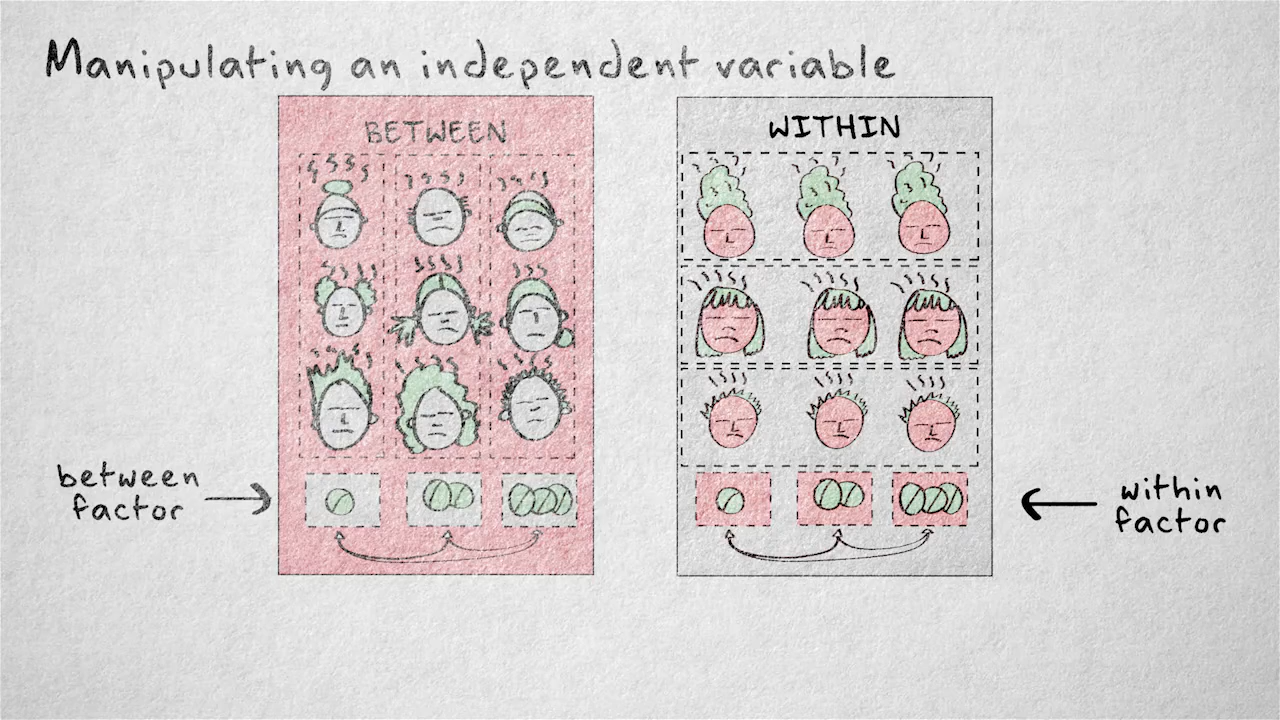 Manipulating an independent variable
BETWEEN
WITHIN
between
factor
within
factor